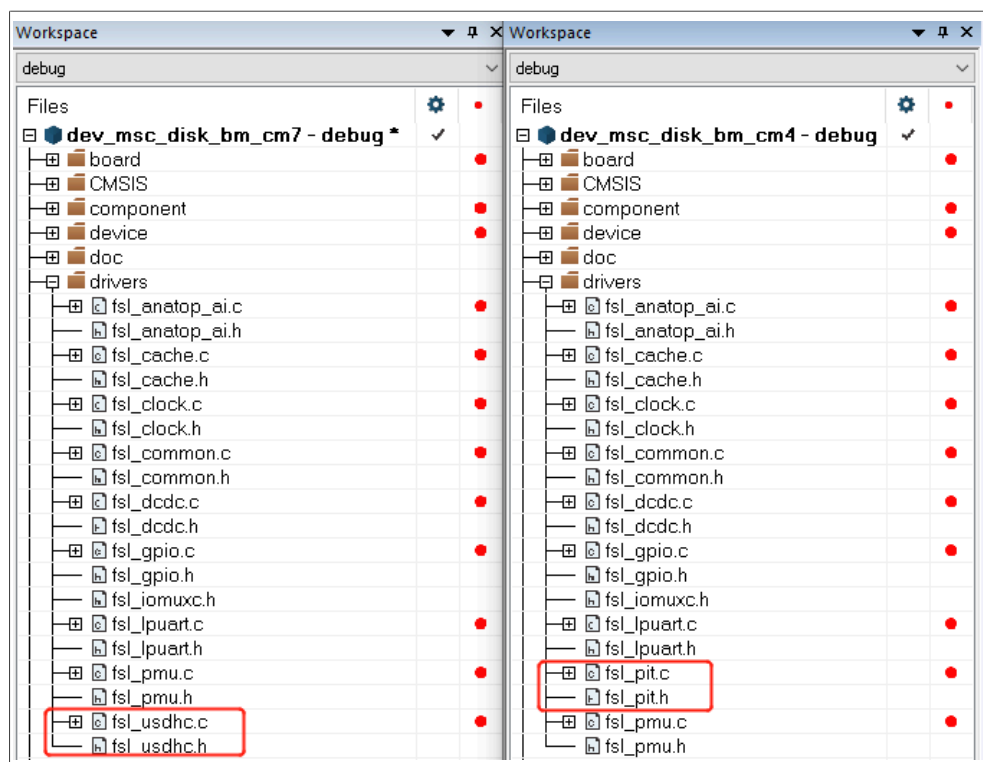 Workspace
debug
Files
dev_msc_disk_bm_cm7 - debug *
board
CMSIS
component
device
doc
drivers
fsl_anatop_ai.c
fsl_anatop_ai.h
fsl_cache.c
fsl_cache.h
fsl_clock.c
fsl_clock.h
fsl_common.c
fsl_common.h
fsl_dcdc.c
fsl_dcdc.h
fsl_gpio.c
fsl_gpio.h
fsl_iomuxc.h
fsl_lpuart.c
fsl_lpuart.h
fsl_pmu.c
fsl_pmu.h
fsl_usdhc.c
fsl_usdhc.h
Workspace
debug
Files
dev_msc_disk_bm_cm4 - debug
board
CMSIS
component
device
doc
drivers
fsl_anatop_ai.c
fsl_anatop_ai.h
fsl_cache.c
fsl_cache.h
fsl_clock.c
fsl_clock.h
fsl_common.c
fsl_common.h
fsl_dcdc.c
fsl_dcdc.h
fsl_gpio.c
fsl_gpio.h
fsl_iomuxc.h
fsl_lpuart.c
fsl_lpuart.h
fsl_pit.c
fsl_pit.h
fsl_pmu.c
fsl_pmu.h